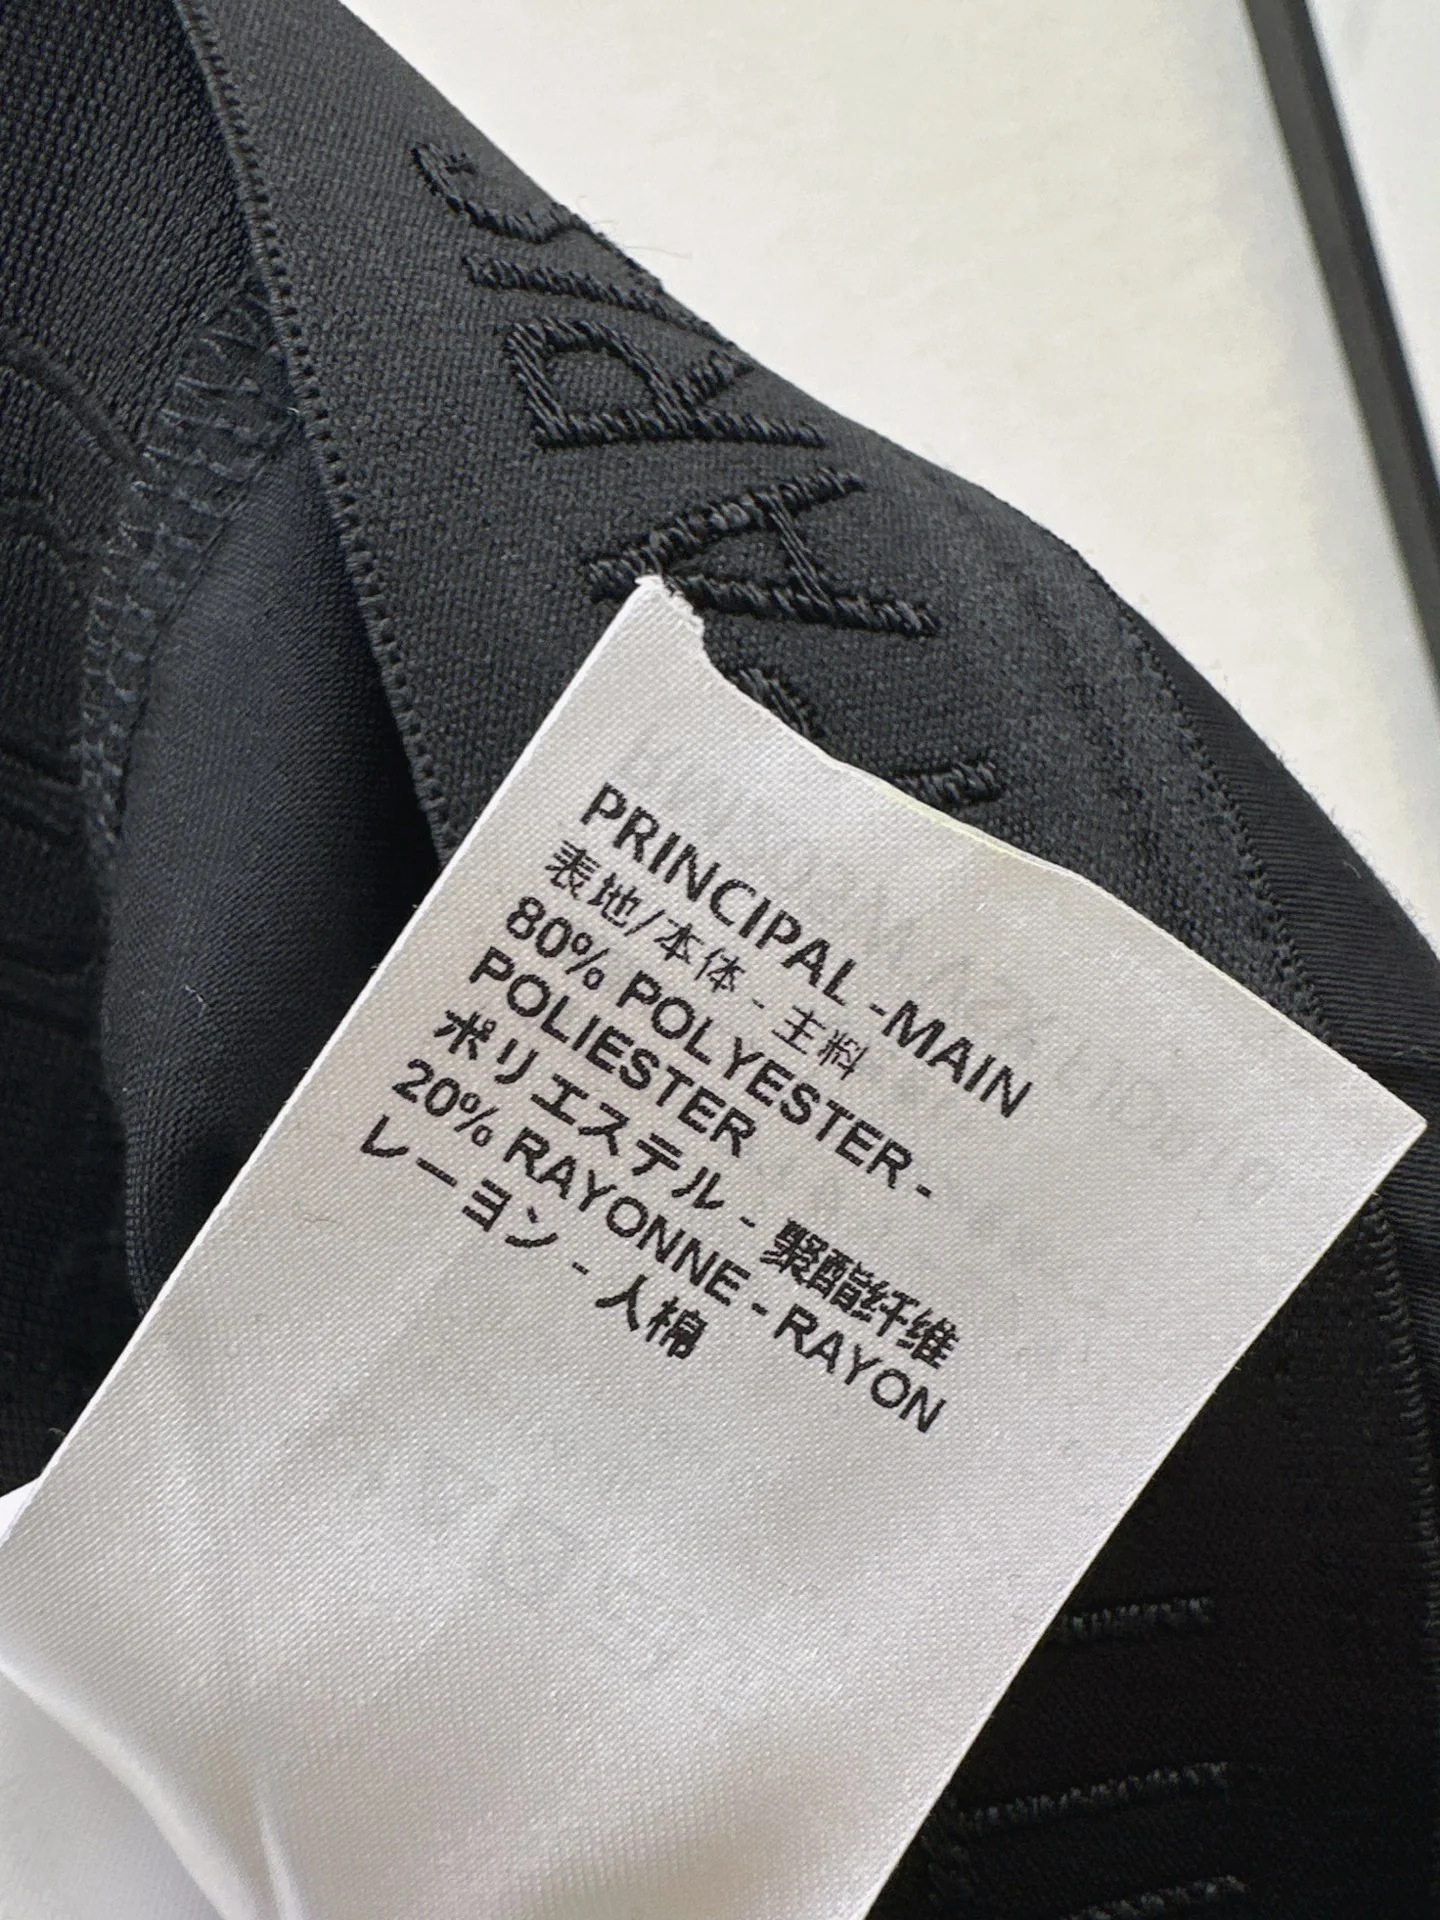 PARIS
PRINCIPAL -MAIN
表地/本体 - 主料
80% POLYESTER -
POLIESTER
ポリエステル - 聚酯纤维
20% RAYONNE - RAYON
レーヨン - 人棉